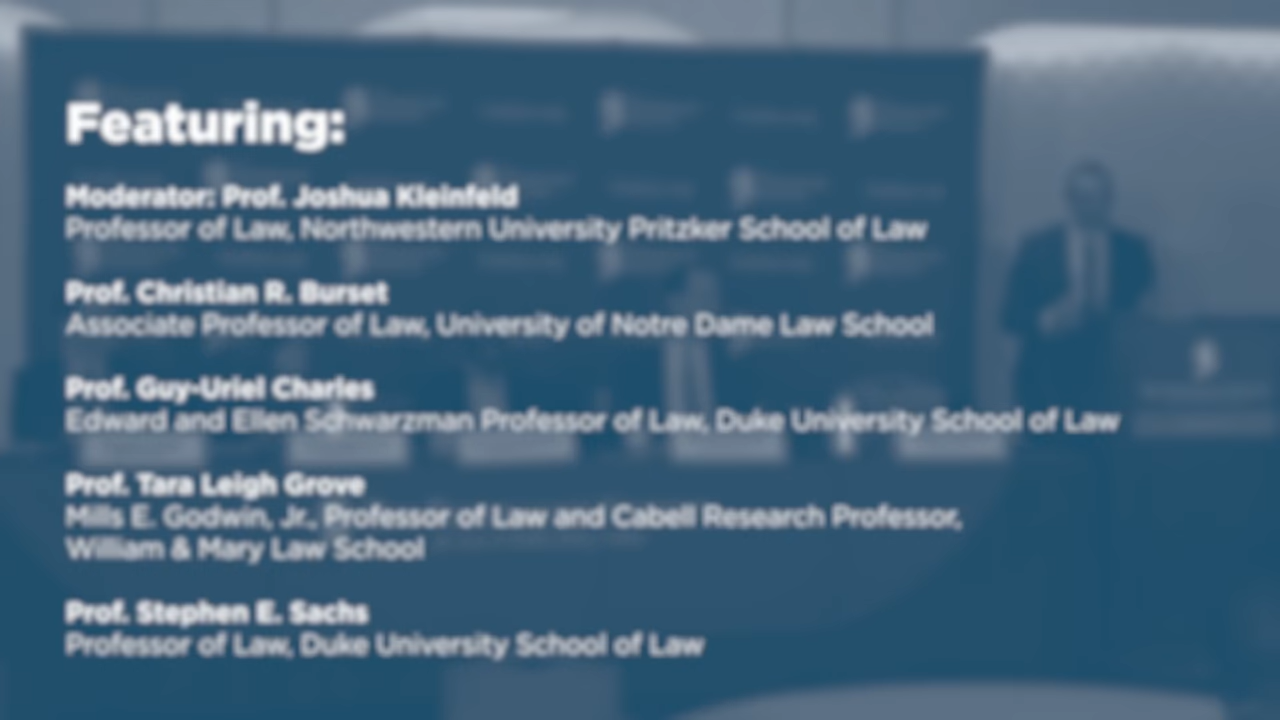 Featuring:
Moderator: Prof. Joshua Kleinfeld
Professor of Law, Northwestern University Pritzker School of Law
Prof. Christian R. Burset
Associate Professor of Law, University of Notre Dame Law School
Prof. Guy-Uriel Charles
Edward and Ellen Schwarzman Professor of Law, Duke University School of Law
Prof. Tara Leigh Grove
Mills E. Godwin, Jr., Professor of Law and Cabell Research Professor,
William & Mary Law School
Prof. Stephen E. Sachs
Professor of Law, Duke University School of Law